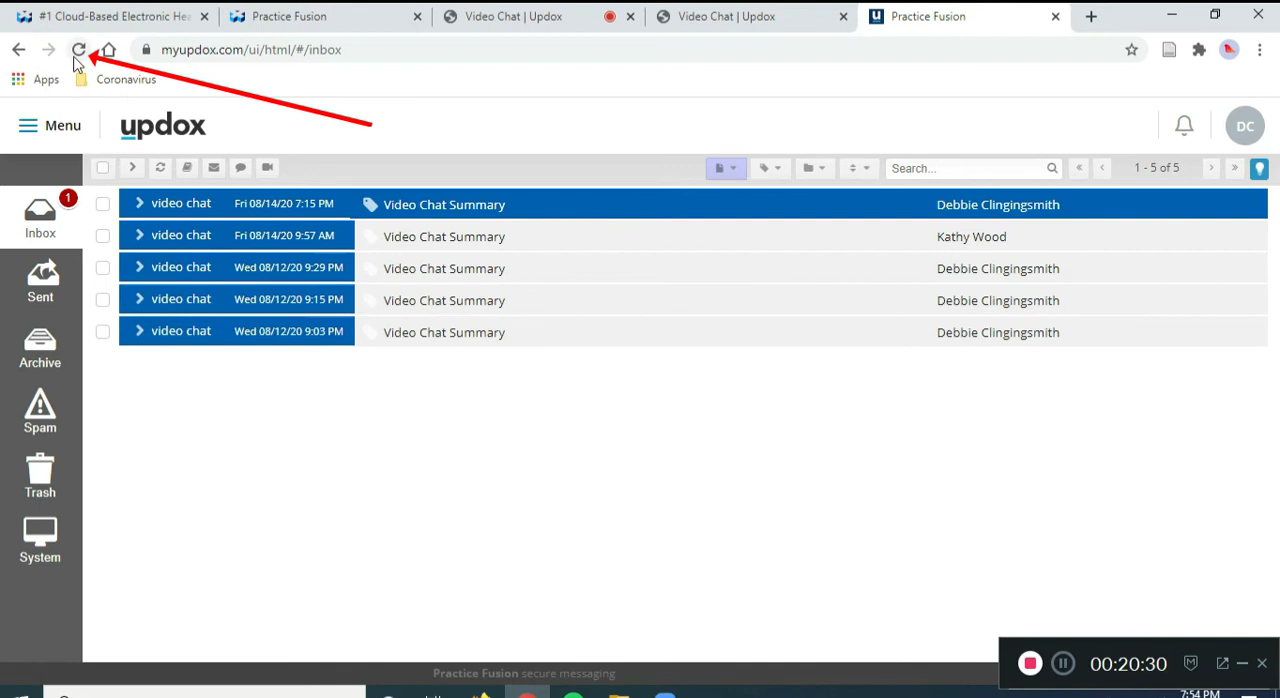 #1 Cloud-Based Electronic Hea
Practice Fusion
Video Chat | Updox
Video Chat | Updox
Practice Fusion
myupdox.com/ui/html/#/inbox
Apps
Coronavirus
Menu
updox
DC
Search...
1 - 5 of 5
1
Inbox
Sent
Archive
Spam
Trash
System
video chat Fri 08/14/20 7:15 PM Video Chat Summary Debbie Clingingsmith
video chat Fri 08/14/20 9:57 AM Video Chat Summary Kathy Wood
video chat Wed 08/12/20 9:29 PM Video Chat Summary Debbie Clingingsmith
video chat Wed 08/12/20 9:15 PM Video Chat Summary Debbie Clingingsmith
video chat Wed 08/12/20 9:03 PM Video Chat Summary Debbie Clingingsmith
Practice Fusion secure messaging
00:20:30
7:54 PM